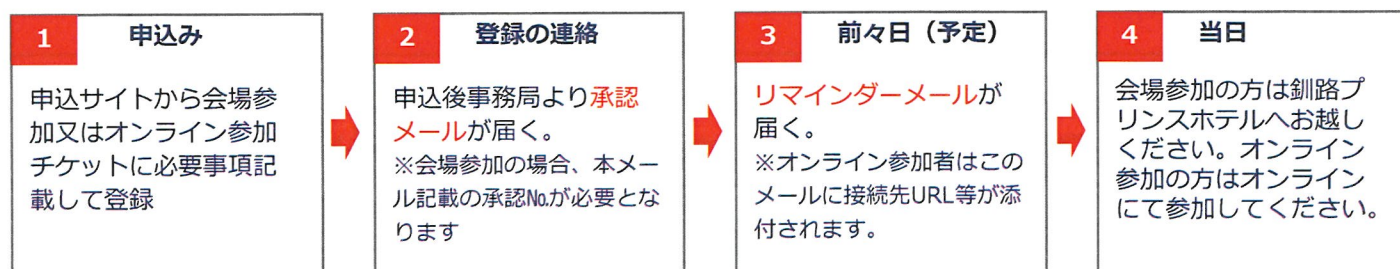 1 申込み
申込サイトから会場参
加又はオンライン参加
チケットに必要事項記
載して登録
2 登録の連絡
申込後事務局より承認
メールが届く。
※会場参加の場合、本メー
ル記載の承認№が必要とな
ります
3 前々日（予定）
リマインダーメールが
届く。
※オンライン参加者はこの
メールに接続先URL等が添
付されます。
4 当日
会場参加の方は釧路プ
リンスホテルへお越し
ください。オンライン
参加の方はオンライン
にて参加してください。